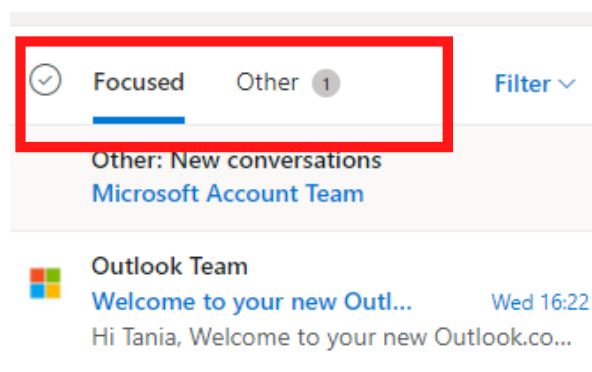 Focused Other 1 Filter
Other: New conversations
Microsoft Account Team
Outlook Team
Welcome to your new Outl... Wed 16:22
Hi Tania, Welcome to your new Outlook.co...